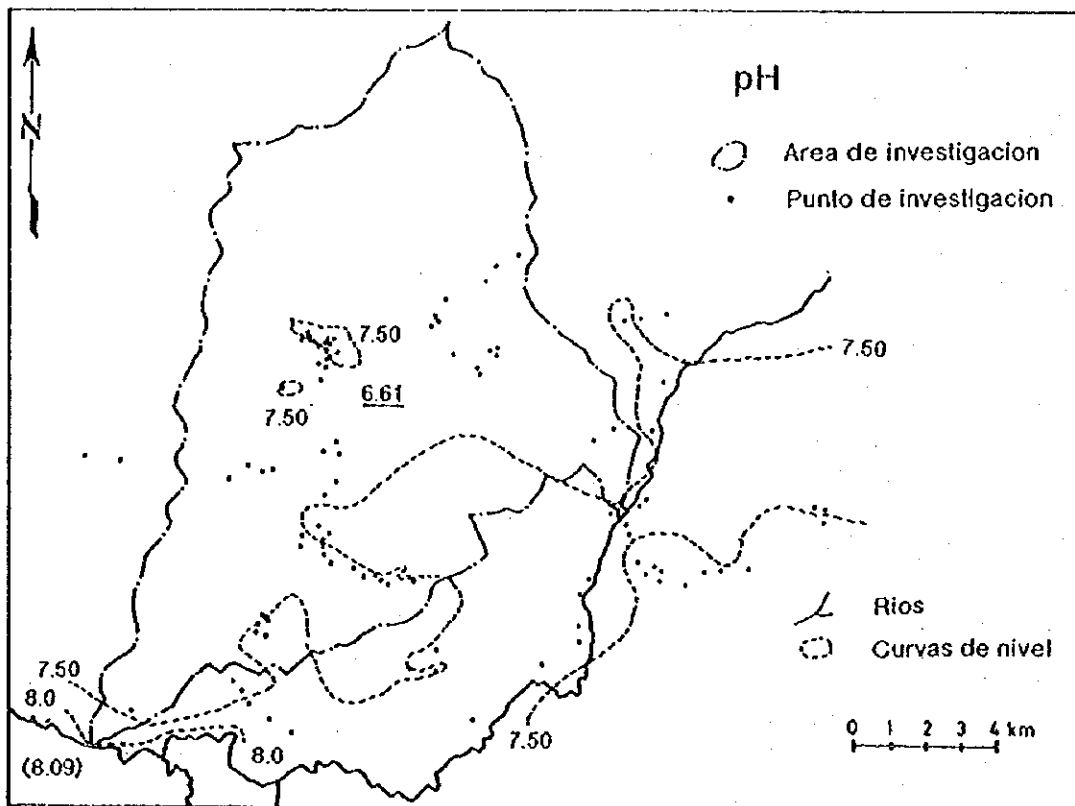 N
pH
Area de investigacion
Punto de investigacion
7.50
6.61
7.50
7.50
7.50
8.0
(8.09)
8.0
7.50
Rios
Curvas de nivel
0 1 2 3 4 km